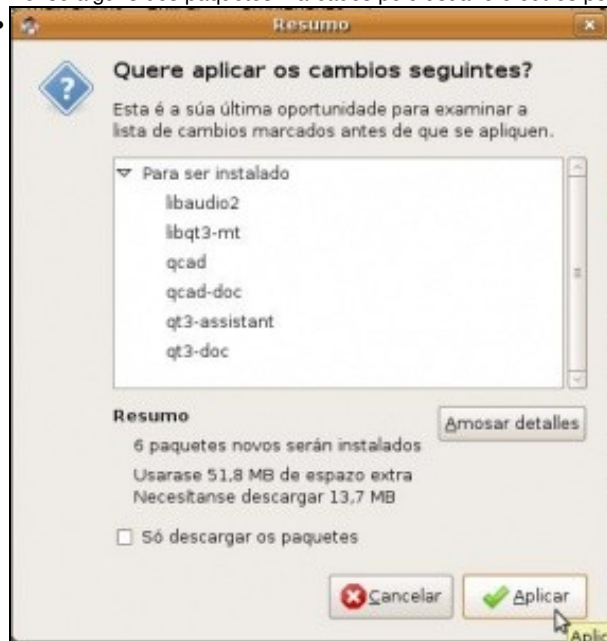 Resumo
Quere aplicar os cambios seguintes?
Esta é a súa última oportunidade para examinar a
lista de cambios marcados antes de que se apliquen.
Para ser instalado
libaudio2
libqt3-mt
qcad
qcad-doc
qt3-assistant
qt3-doc
Resumo
Amosar detalles
6 paquetes novos serán instalados
Usarase 51,8 MB de espazo extra
Necesítanse descargar 13,7 MB
Só descargar os paquetes
Cancelar
Aplicar